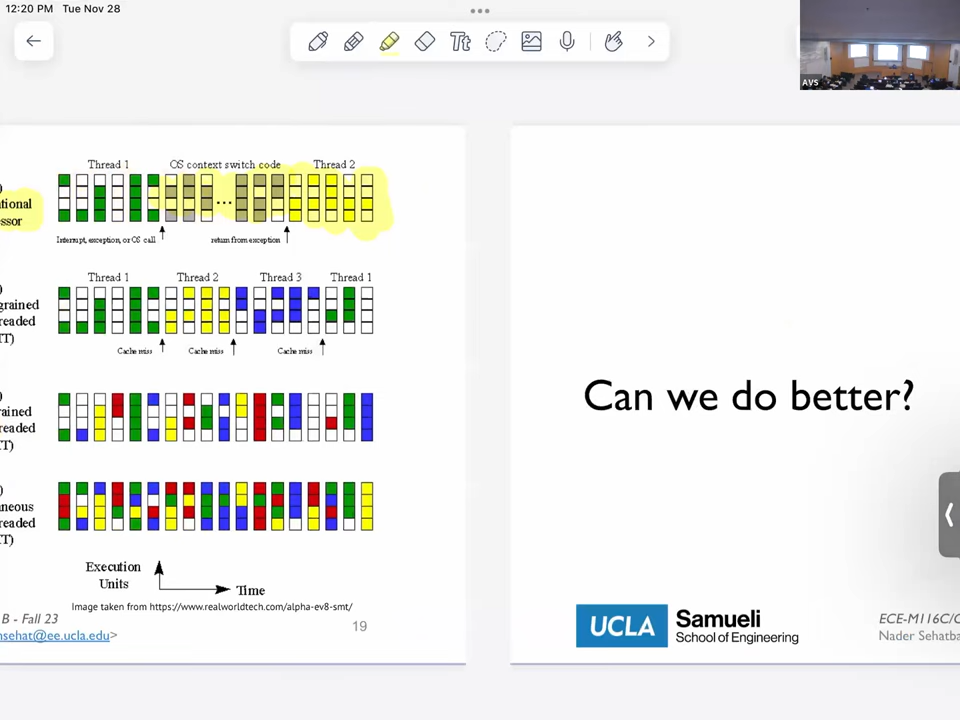 12:20 PM Tue Nov 28
AVS
Thread 1 OS context switch code Thread 2
)
tional
ssor
...
Interrupt, exception, or OS call
return from exception
Thread 1 Thread 2 Thread 3 Thread 1
)
grained
readed
T)
Cache miss Cache miss Cache miss
)
rained
readed
T)
)
neous
readed
T)
Execution
Units
Time
Image taken from https://www.realworldtech.com/alpha-ev8-smt/
B - Fall 23
nsehat@ee.ucla.edu>
19
Can we do better?
UCLA Samueli
School of Engineering
ECE-M116C/C
Nader Sehatba